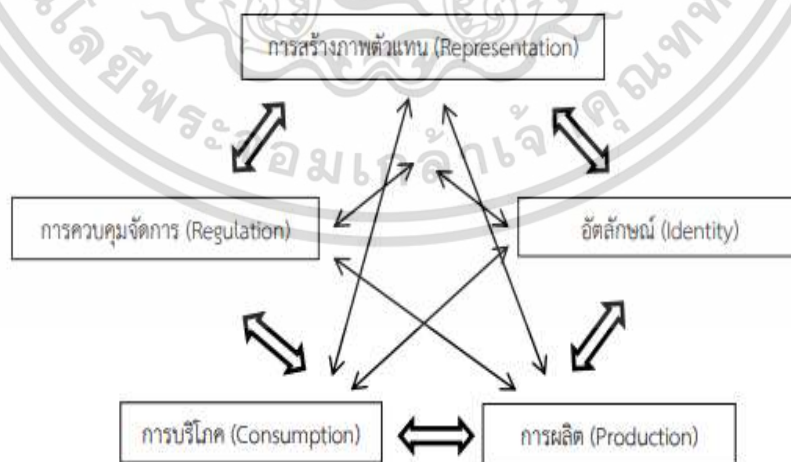 การสร้างภาพตัวแทน (Representation)
การควบคุมจัดการ (Regulation)
อัตลักษณ์ (Identity)
การบริโภค (Consumption)
การผลิต (Production)